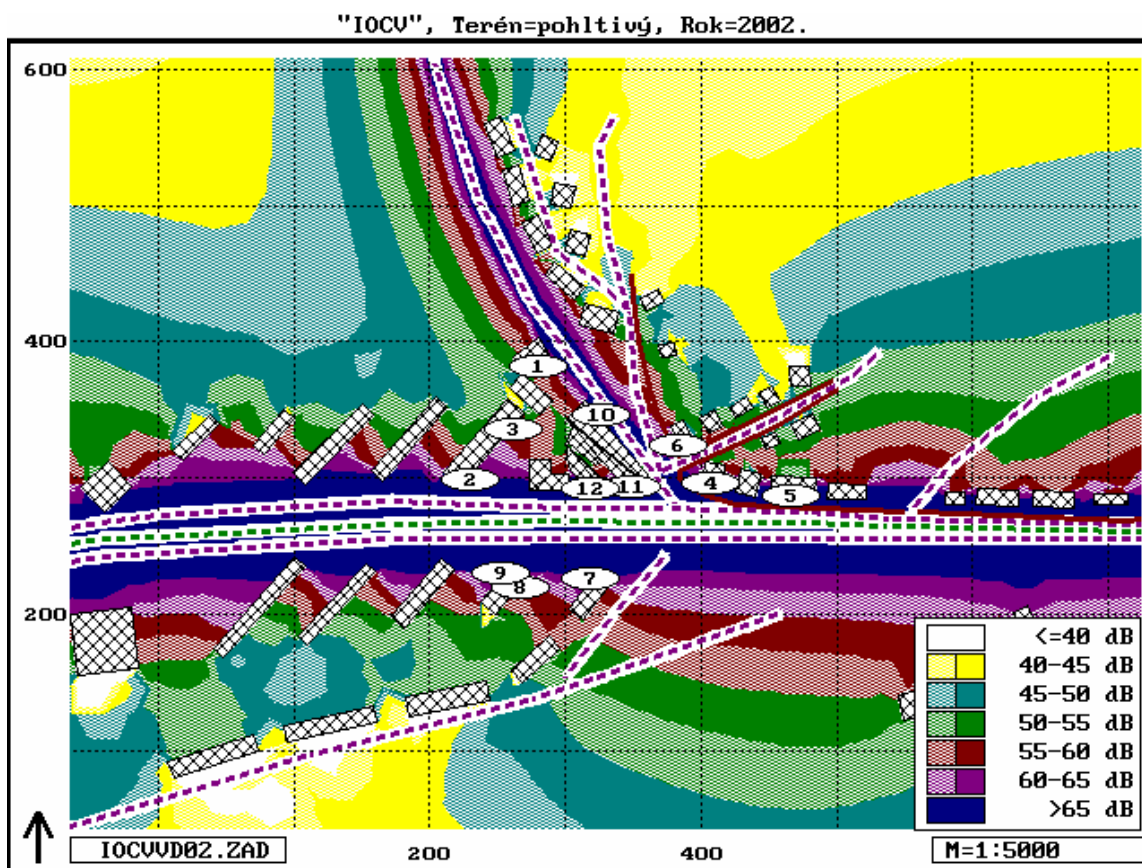 "IOCV", Terén=pohltivý, Rok=2002.
600
400
1
10
3
6
2
12
11
4
5
9
8
7
200
<=40 dB
40-45 dB
45-50 dB
50-55 dB
55-60 dB
60-65 dB
>65 dB
IOCVVD02.ZAD
200
400
M=1:5000